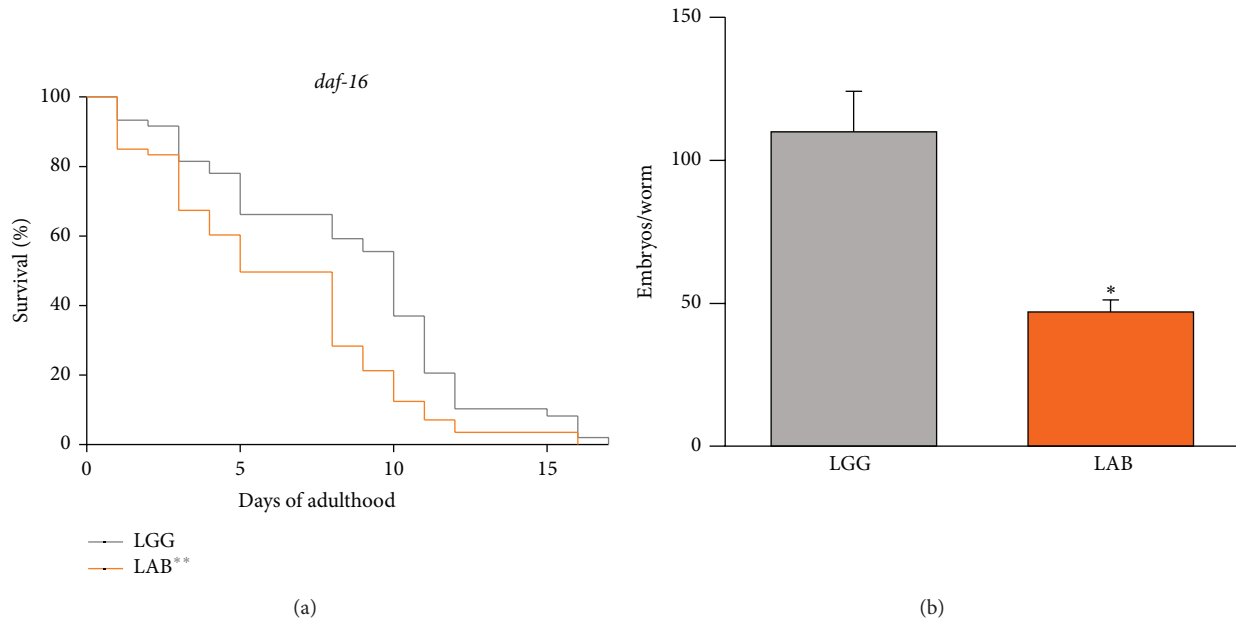 daf-16
100
80
60
40
20
0
Survival (%)
0 5 10 15
Days of adulthood
LGG
LAB**
(a)
150
100
50
0
Embryos/worm
*
LGG LAB
(b)